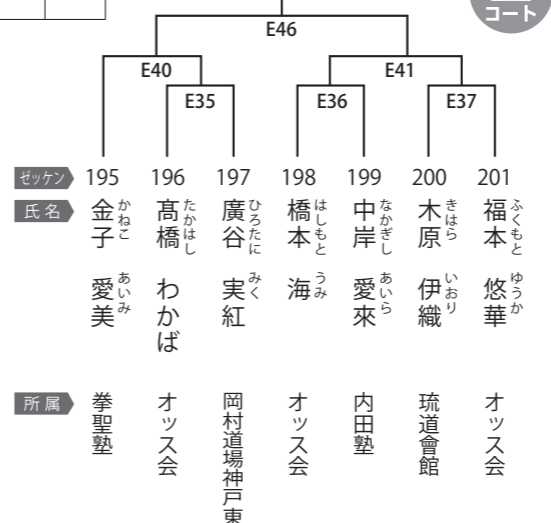 コート
E46
E40
E41
E35
E36
E37
ゼッケン 195 196 197 198 199 200 201
氏名
金子 愛美
かねこ あいみ
髙橋 わかば
たかはし
廣谷 実紅
ひろたに みく
橋本 海
はしもと うみ
中岸 愛來
なかぎし あいら
木原 伊織
きはら いおり
福本 悠華
ふくもと ゆうか
所属
拳聖塾
オッス会
岡村道場神戸東
オッス会
内田塾
琉道會館
オッス会